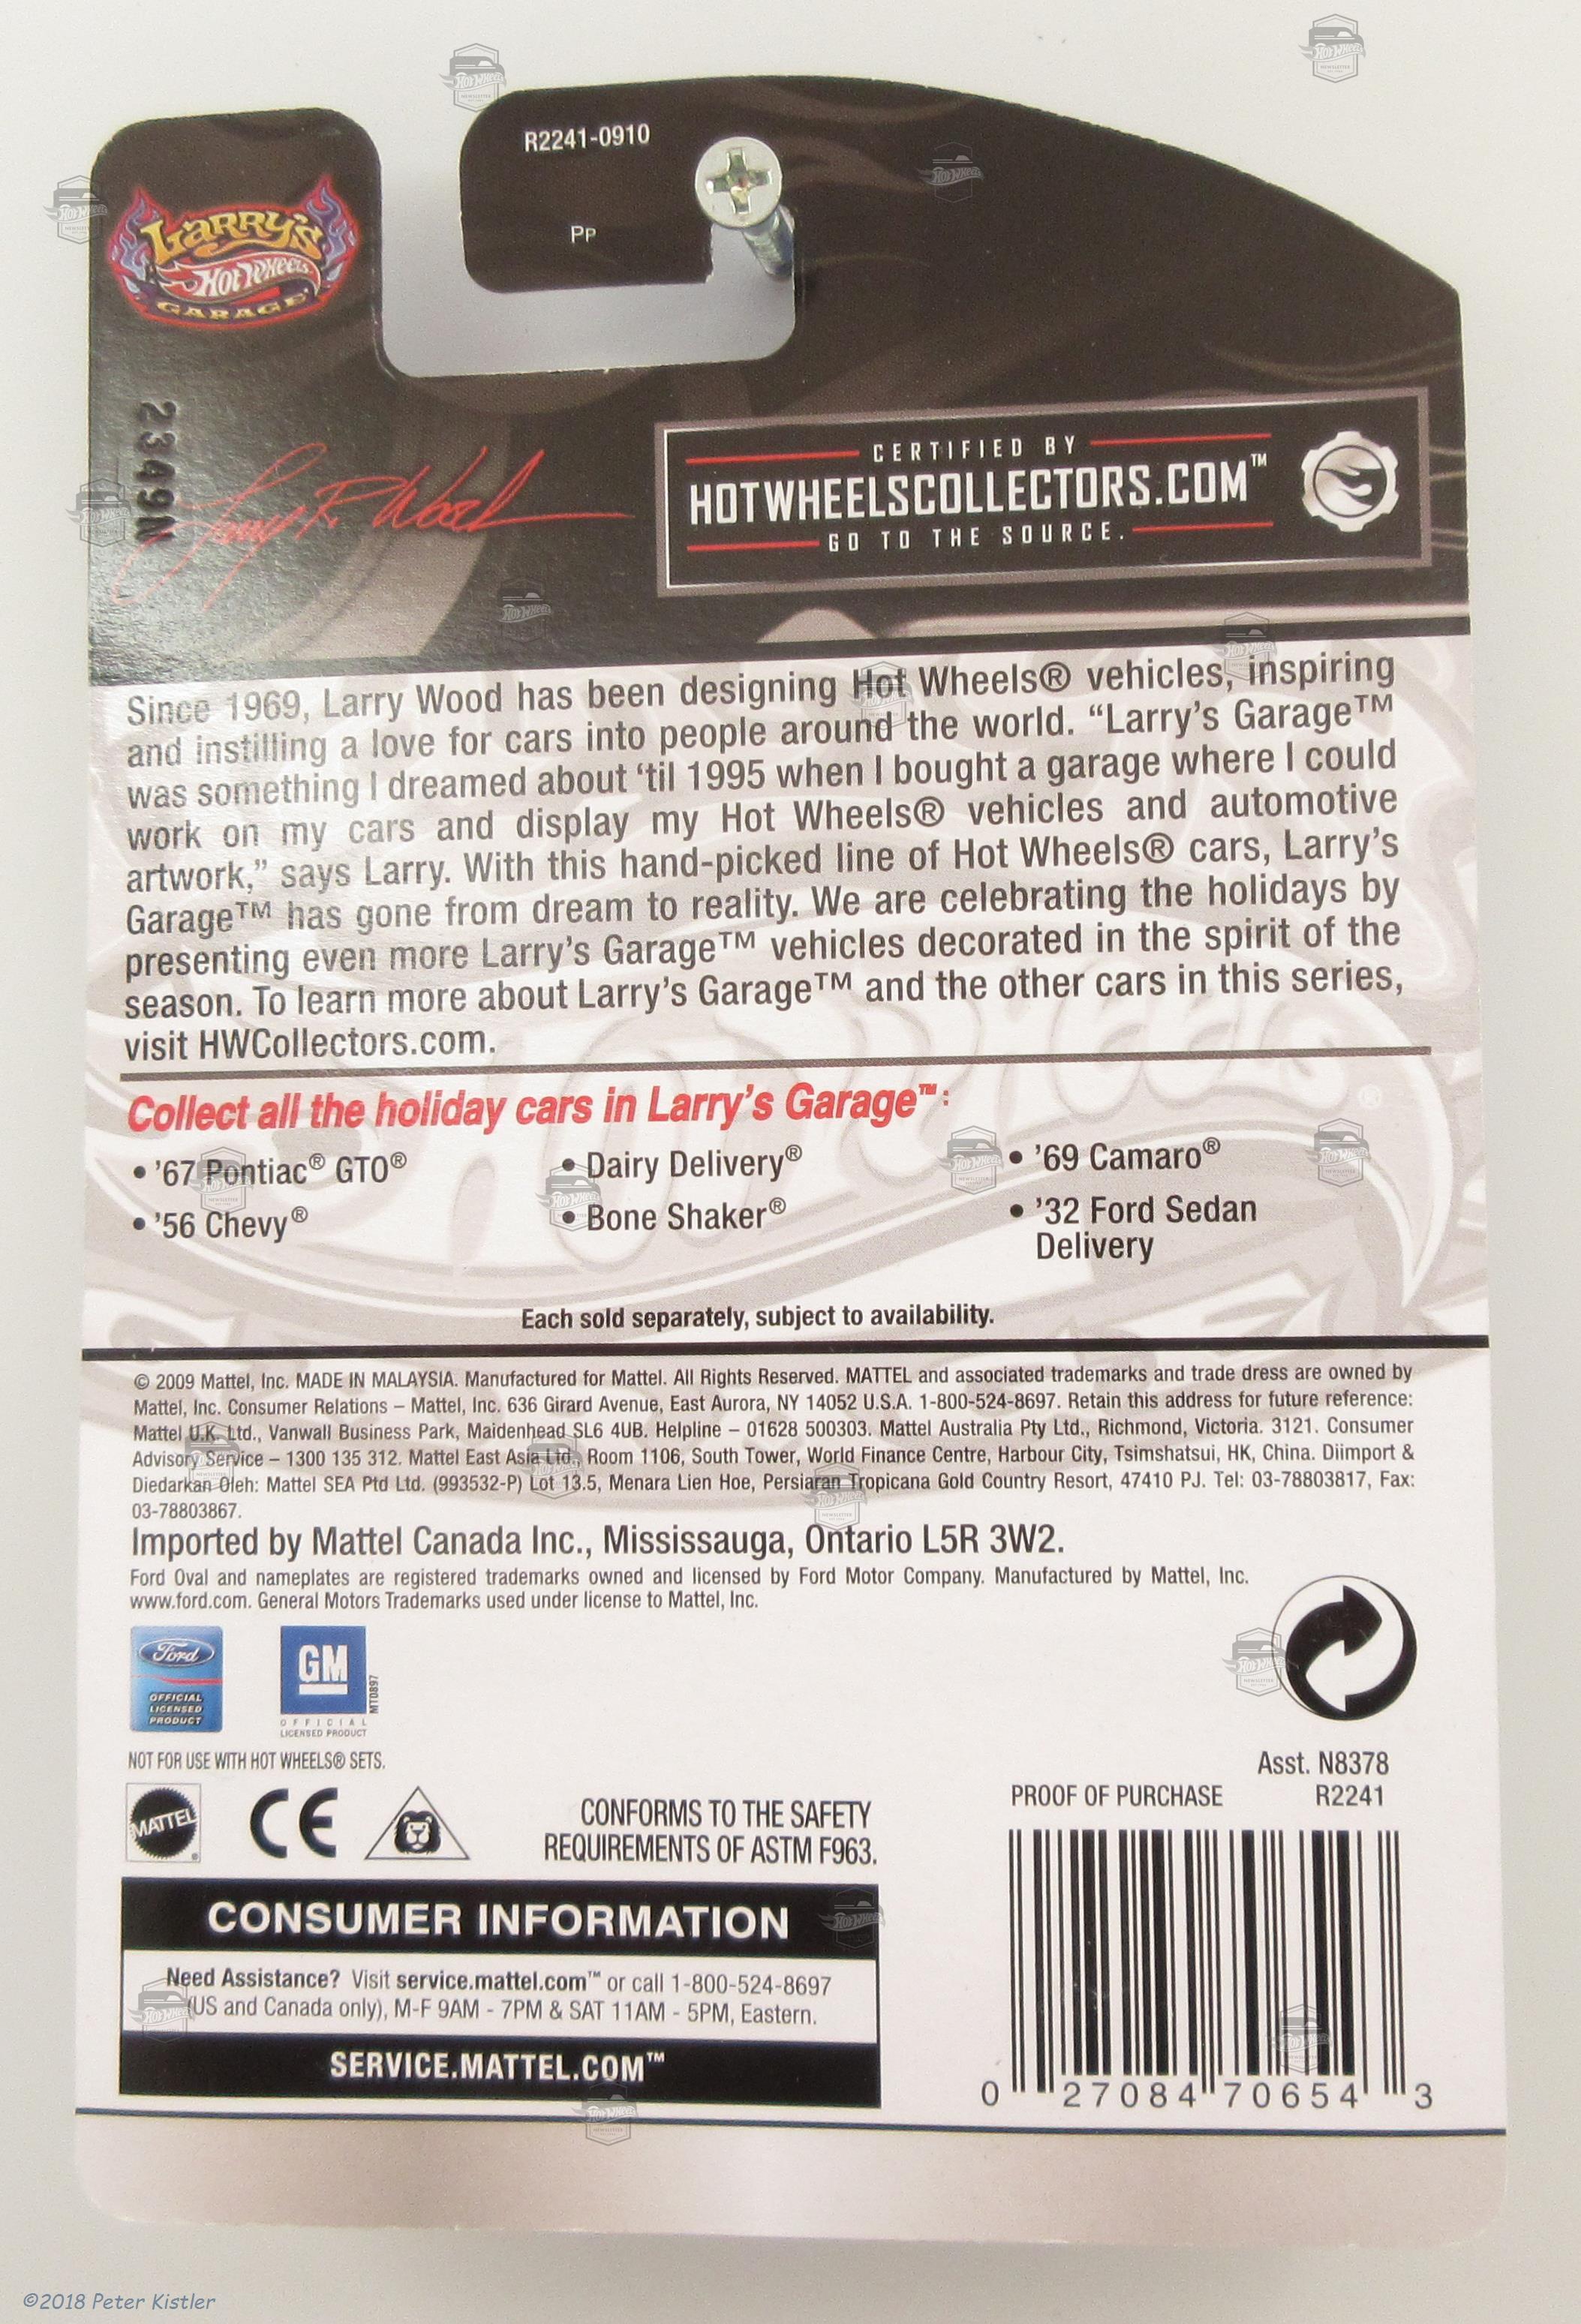 R2241-0910
PP
LARRY'S
HOT WHEELS
GARAGE
2349N
Larry R. Wood
CERTIFIED BY
HOTWHEELSCOLLECTORS.COM™
GO TO THE SOURCE.
Since 1969, Larry Wood has been designing Hot Wheels® vehicles, inspiring
and instilling a love for cars into people around the world. “Larry’s Garage™
was something I dreamed about ‘til 1995 when I bought a garage where I could
work on my cars and display my Hot Wheels® vehicles and automotive
artwork,” says Larry. With this hand-picked line of Hot Wheels® cars, Larry’s
Garage™ has gone from dream to reality. We are celebrating the holidays by
presenting even more Larry’s Garage™ vehicles decorated in the spirit of the
season. To learn more about Larry’s Garage™ and the other cars in this series,
visit HWCollectors.com.
Collect all the holiday cars in Larry’s Garage™:
• ’67 Pontiac® GTO®
• ’56 Chevy®
• Dairy Delivery®
• Bone Shaker®
• ’69 Camaro®
• ’32 Ford Sedan
Delivery
Each sold separately, subject to availability.
© 2009 Mattel, Inc. MADE IN MALAYSIA. Manufactured for Mattel. All Rights Reserved. MATTEL and associated trademarks and trade dress are owned by
Mattel, Inc. Consumer Relations – Mattel, Inc. 636 Girard Avenue, East Aurora, NY 14052 U.S.A. 1-800-524-8697. Retain this address for future reference:
Mattel U.K. Ltd., Vanwall Business Park, Maidenhead SL6 4UB. Helpline – 01628 500303. Mattel Australia Pty Ltd., Richmond, Victoria. 3121. Consumer
Advisory Service – 1300 135 312. Mattel East Asia Ltd., Room 1106, South Tower, World Finance Centre, Harbour City, Tsimshatsui, HK, China. Diimport &
Diedarkan Oleh: Mattel SEA Ptd Ltd. (993532-P) Lot 13.5, Menara Lien Hoe, Persiaran Tropicana Gold Country Resort, 47410 PJ. Tel: 03-78803817, Fax:
03-78803867.
Imported by Mattel Canada Inc., Mississauga, Ontario L5R 3W2.
Ford Oval and nameplates are registered trademarks owned and licensed by Ford Motor Company. Manufactured by Mattel, Inc.
www.ford.com. General Motors Trademarks used under license to Mattel, Inc.
Ford
OFFICIAL
LICENSED
PRODUCT
GM
MT0897
OFFICIAL
LICENSED PRODUCT
NOT FOR USE WITH HOT WHEELS® SETS.
MATTEL
CE
CONFORMS TO THE SAFETY
REQUIREMENTS OF ASTM F963.
Asst. N8378
PROOF OF PURCHASE R2241
CONSUMER INFORMATION
Need Assistance? Visit service.mattel.com™ or call 1-800-524-8697
(US and Canada only), M-F 9AM - 7PM & SAT 11AM - 5PM, Eastern.
SERVICE.MATTEL.COM™
0 27084 70654 3
©2018 Peter Kistler